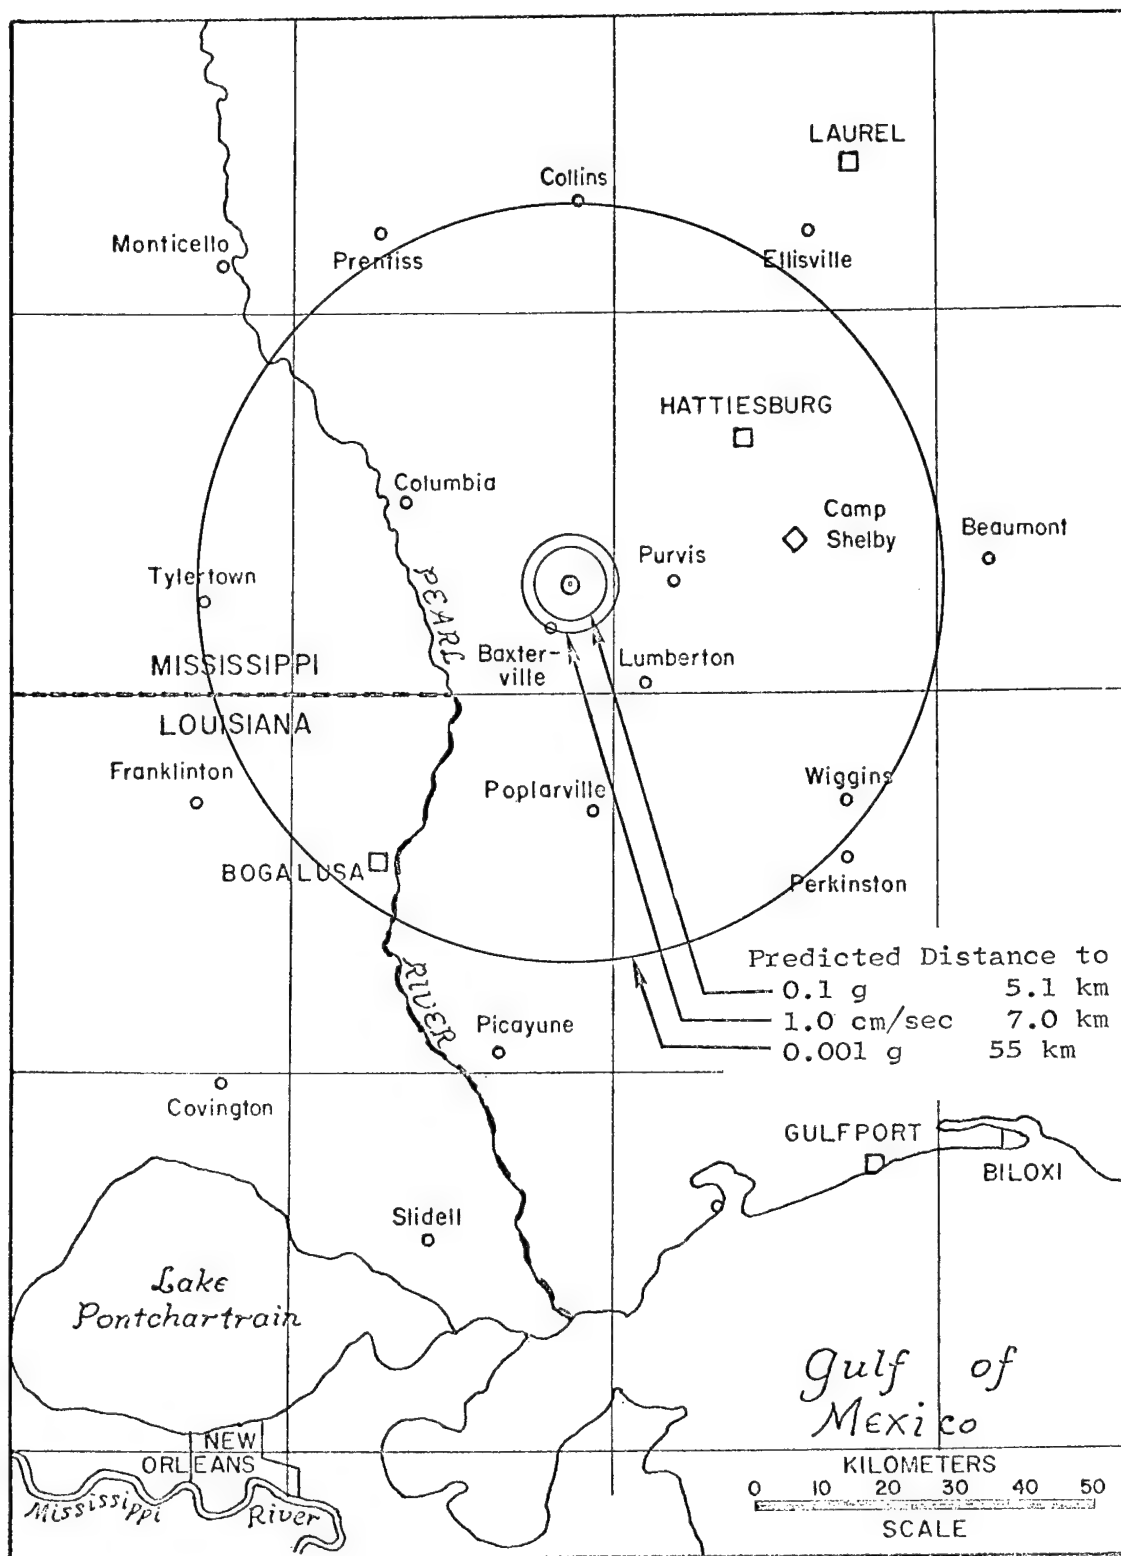 LAUREL
Collins
Monticello
Prentiss
Ellisville
HATTIESBURG
Columbia
Camp
Shelby
Beaumont
Purvis
Tylertown
PEARL
Baxter-
ville
Lumberton
MISSISSIPPI
LOUISIANA
Franklinton
Poplarville
Wiggins
BOGALUSA
Perkinston
Predicted Distance to
0.1 g 5.1 km
1.0 cm/sec 7.0 km
0.001 g 55 km
RIVER
Picayune
Covington
GULFPORT
BILOXI
Slidell
Lake
Pontchartrain
Gulf of
Mexico
NEW
ORLEANS
Mississippi River
KILOMETERS
0 10 20 30 40 50
SCALE